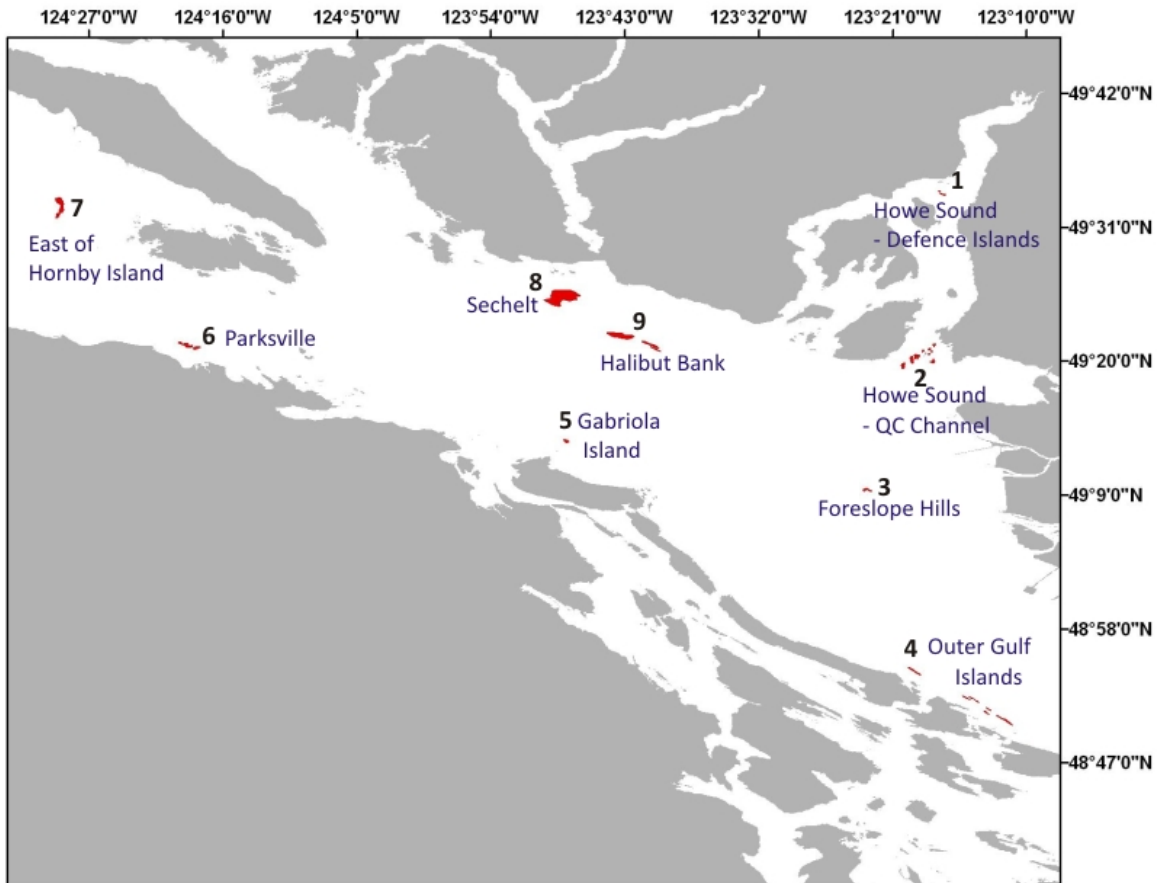 124°27'0"W 124°16'0"W 124°5'0"W 123°54'0"W 123°43'0"W 123°32'0"W 123°21'0"W 123°10'0"W
49°42'0"N
1
Howe Sound
- Defence Islands
7
49°31'0"N
East of
Hornby Island
8
Sechelt
9
6 Parksville
Halibut Bank
49°20'0"N
2
Howe Sound
- QC Channel
5 Gabriola
Island
3
49°9'0"N
Foreslope Hills
48°58'0"N
4 Outer Gulf
Islands
48°47'0"N